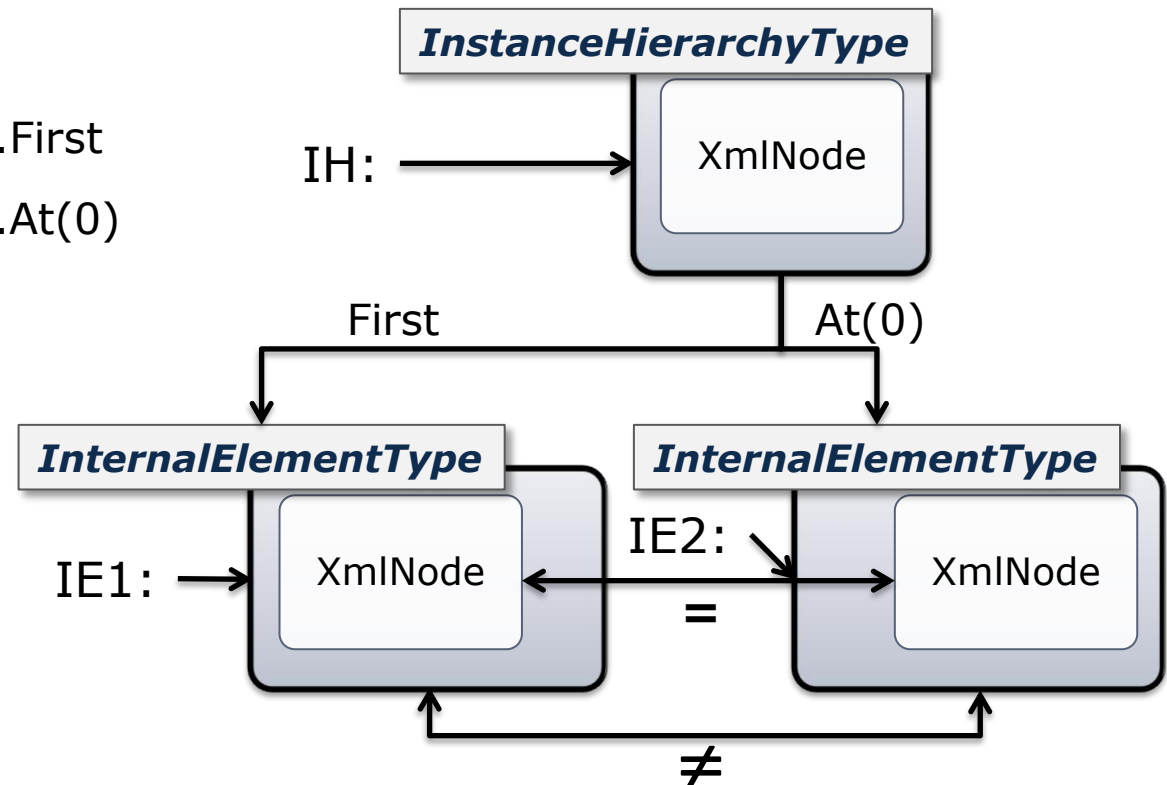 InstanceHierarchyType
.First
XmlNode
IH:
.At(0)
First
At(0)
InternalElementType
InternalElementType
IE2:
XmlNode
XmlNode
IE1:
=
≠